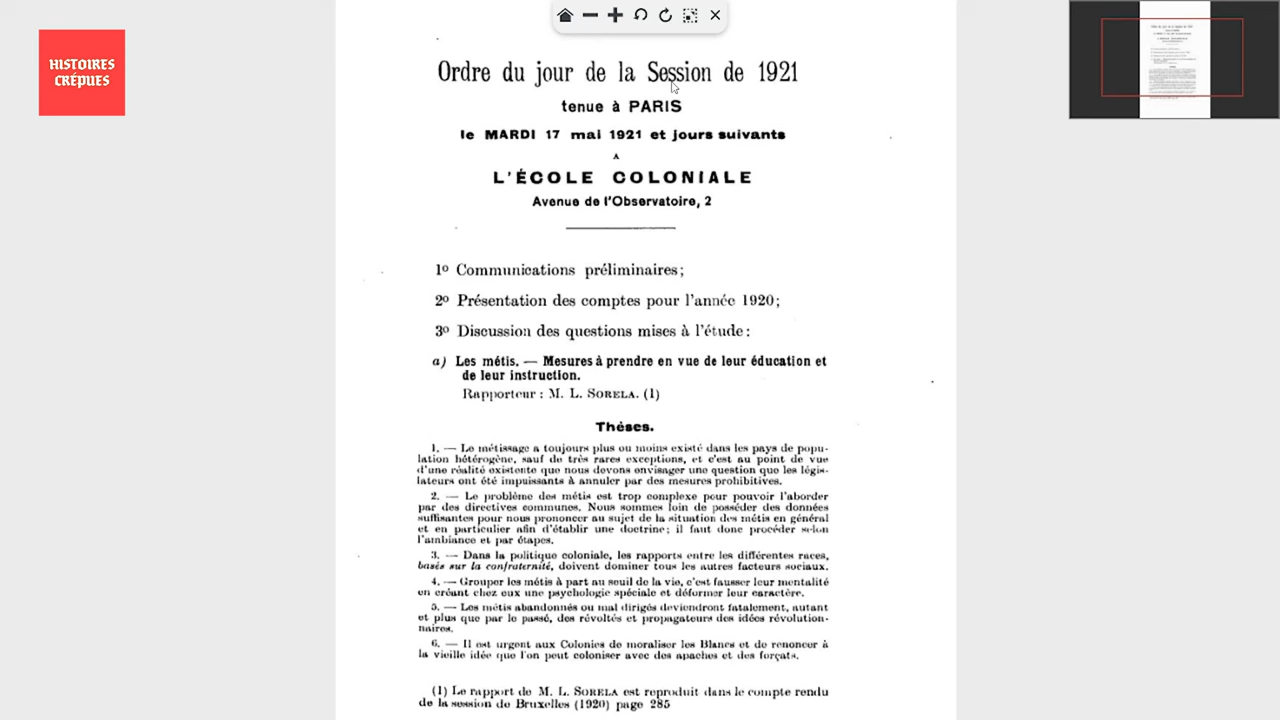 HISTOIRES
CRÉPUES
Ordre du jour de la Session de 1921
tenue à PARIS
le MARDI 17 mai 1921 et jours suivants
A
L'ÉCOLE COLONIALE
Avenue de l'Observatoire, 2
1º Communications préliminaires;
2º Présentation des comptes pour l'année 1920;
3º Discussion des questions mises à l'étude:
a) Les métis. — Mesures à prendre en vue de leur éducation et
de leur instruction.
Rapporteur : M. L. SORELA. (1)
Thèses.
1. — Le métissage a toujours plus ou moins existé dans les pays de popu-
lation hétérogène, sauf de très rares exceptions, et c'est au point de vue
d'une réalité existente que nous devons envisager une question que les légis-
lateurs ont été impuissants à annuler par des mesures prohibitives.
2. — Le problème des métis est trop complexe pour pouvoir l'aborder
par des directives communes. Nous sommes loin de posséder des données
suffisantes pour nous prononcer au sujet de la situation des métis en général
et en particulier afin d'établir une doctrine; il faut donc procéder selon
l'ambiance et par étapes.
3. — Dans la politique coloniale, les rapports entre les différentes races,
basés sur la confraternité, doivent dominer tous les autres facteurs sociaux.
4. — Grouper les métis à part au seuil de la vie, c'est fausser leur mentalité
en créant chez eux une psychologie spéciale et déformer leur caractère.
5. — Les métis abandonnés ou mal dirigés deviendront fatalement, autant
et plus que par le passé, des révoltés et propagateurs des idées révolution-
naires.
6. — Il est urgent aux Colonies de moraliser les Blancs et de renoncer à
la vieille idée que l'on peut coloniser avec des apaches et des forçats.
(1) Le rapport de M. L. SORELA est reproduit dans le compte rendu
de la session de Bruxelles (1920) page 285